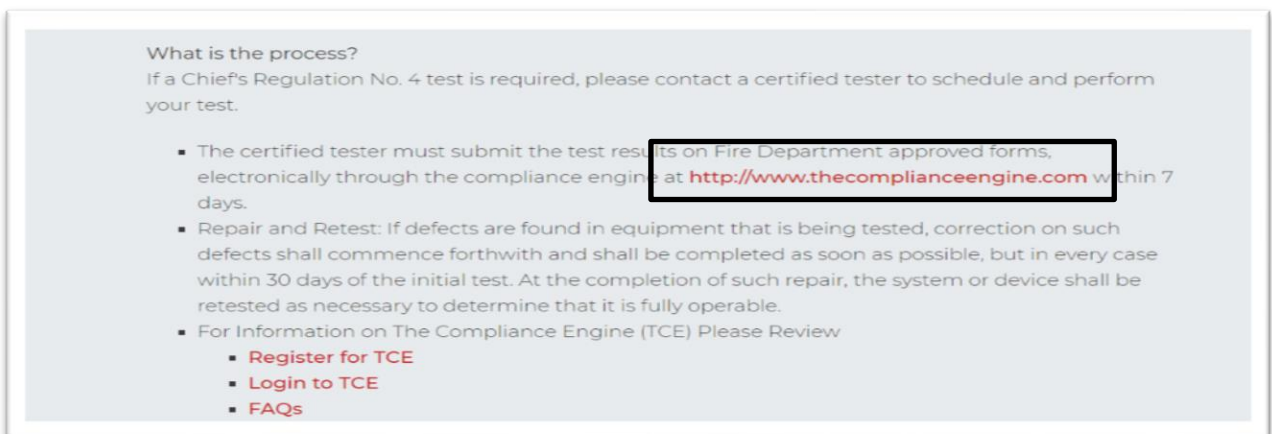 What is the process?
If a Chief's Regulation No. 4 test is required, please contact a certified tester to schedule and perform
your test.
▪ The certified tester must submit the test results on Fire Department approved forms,
electronically through the compliance engine at http://www.thecomplianceengine.com within 7
days.
▪ Repair and Retest: If defects are found in equipment that is being tested, correction on such
defects shall commence forthwith and shall be completed as soon as possible, but in every case
within 30 days of the initial test. At the completion of such repair, the system or device shall be
retested as necessary to determine that it is fully operable.
▪ For Information on The Compliance Engine (TCE) Please Review
▪ Register for TCE
▪ Login to TCE
▪ FAQs